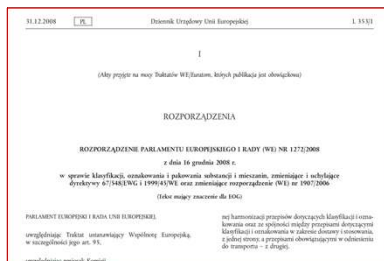 31.12.2008
PL
Dziennik Urzędowy Unii Europejskiej
L 353/1
I
(Akty przyjęte na mocy Traktatów WE/Euratom, których publikacja jest obowiązkowa)
ROZPORZĄDZENIA
ROZPORZĄDZENIE PARLAMENTU EUROPEJSKIEGO I RADY (WE) NR 1272/2008
z dnia 16 grudnia 2008 r.
w sprawie klasyfikacji, oznakowania i pakowania substancji i mieszanin, zmieniające i uchylające
dyrektywy 67/548/EWG i 1999/45/WE oraz zmieniające rozporządzenie (WE) nr 1907/2006
(Tekst mający znaczenie dla EOG)
PARLAMENT EUROPEJSKI I RADA UNII EUROPEJSKIEJ,
uwzględniając Traktat ustanawiający Wspólnotę Europejską,
w szczególności jego art. 95,
uwzględniając wniosek Komisji
nej harmonizacji przepisów dotyczących klasyfikacji i ozna-
kowania oraz ze spójności między przepisami dotyczącymi
klasyfikacji i oznakowania w zakresie dostawy i stosowania,
z jednej strony, a przepisami obowiązującymi w odniesieniu
do transportu – z drugiej.